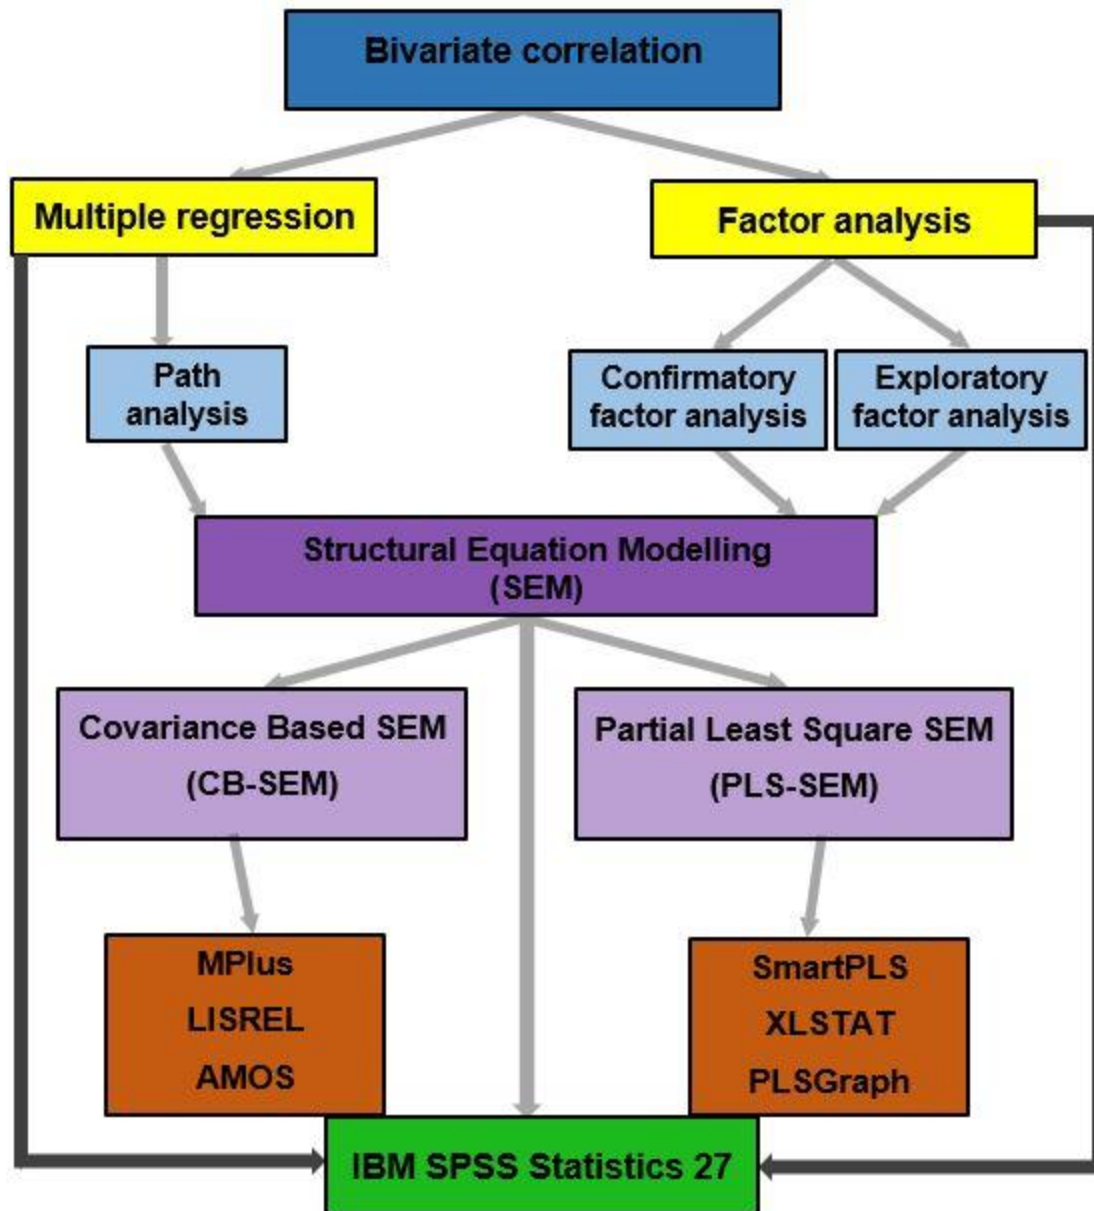 Bivariate correlation
Multiple regression
Factor analysis
Path
analysis
Confirmatory
factor analysis
Exploratory
factor analysis
Structural Equation Modelling
(SEM)
Covariance Based SEM
(CB-SEM)
Partial Least Square SEM
(PLS-SEM)
MPlus
LISREL
AMOS
SmartPLS
XLSTAT
PLSGraph
IBM SPSS Statistics 27